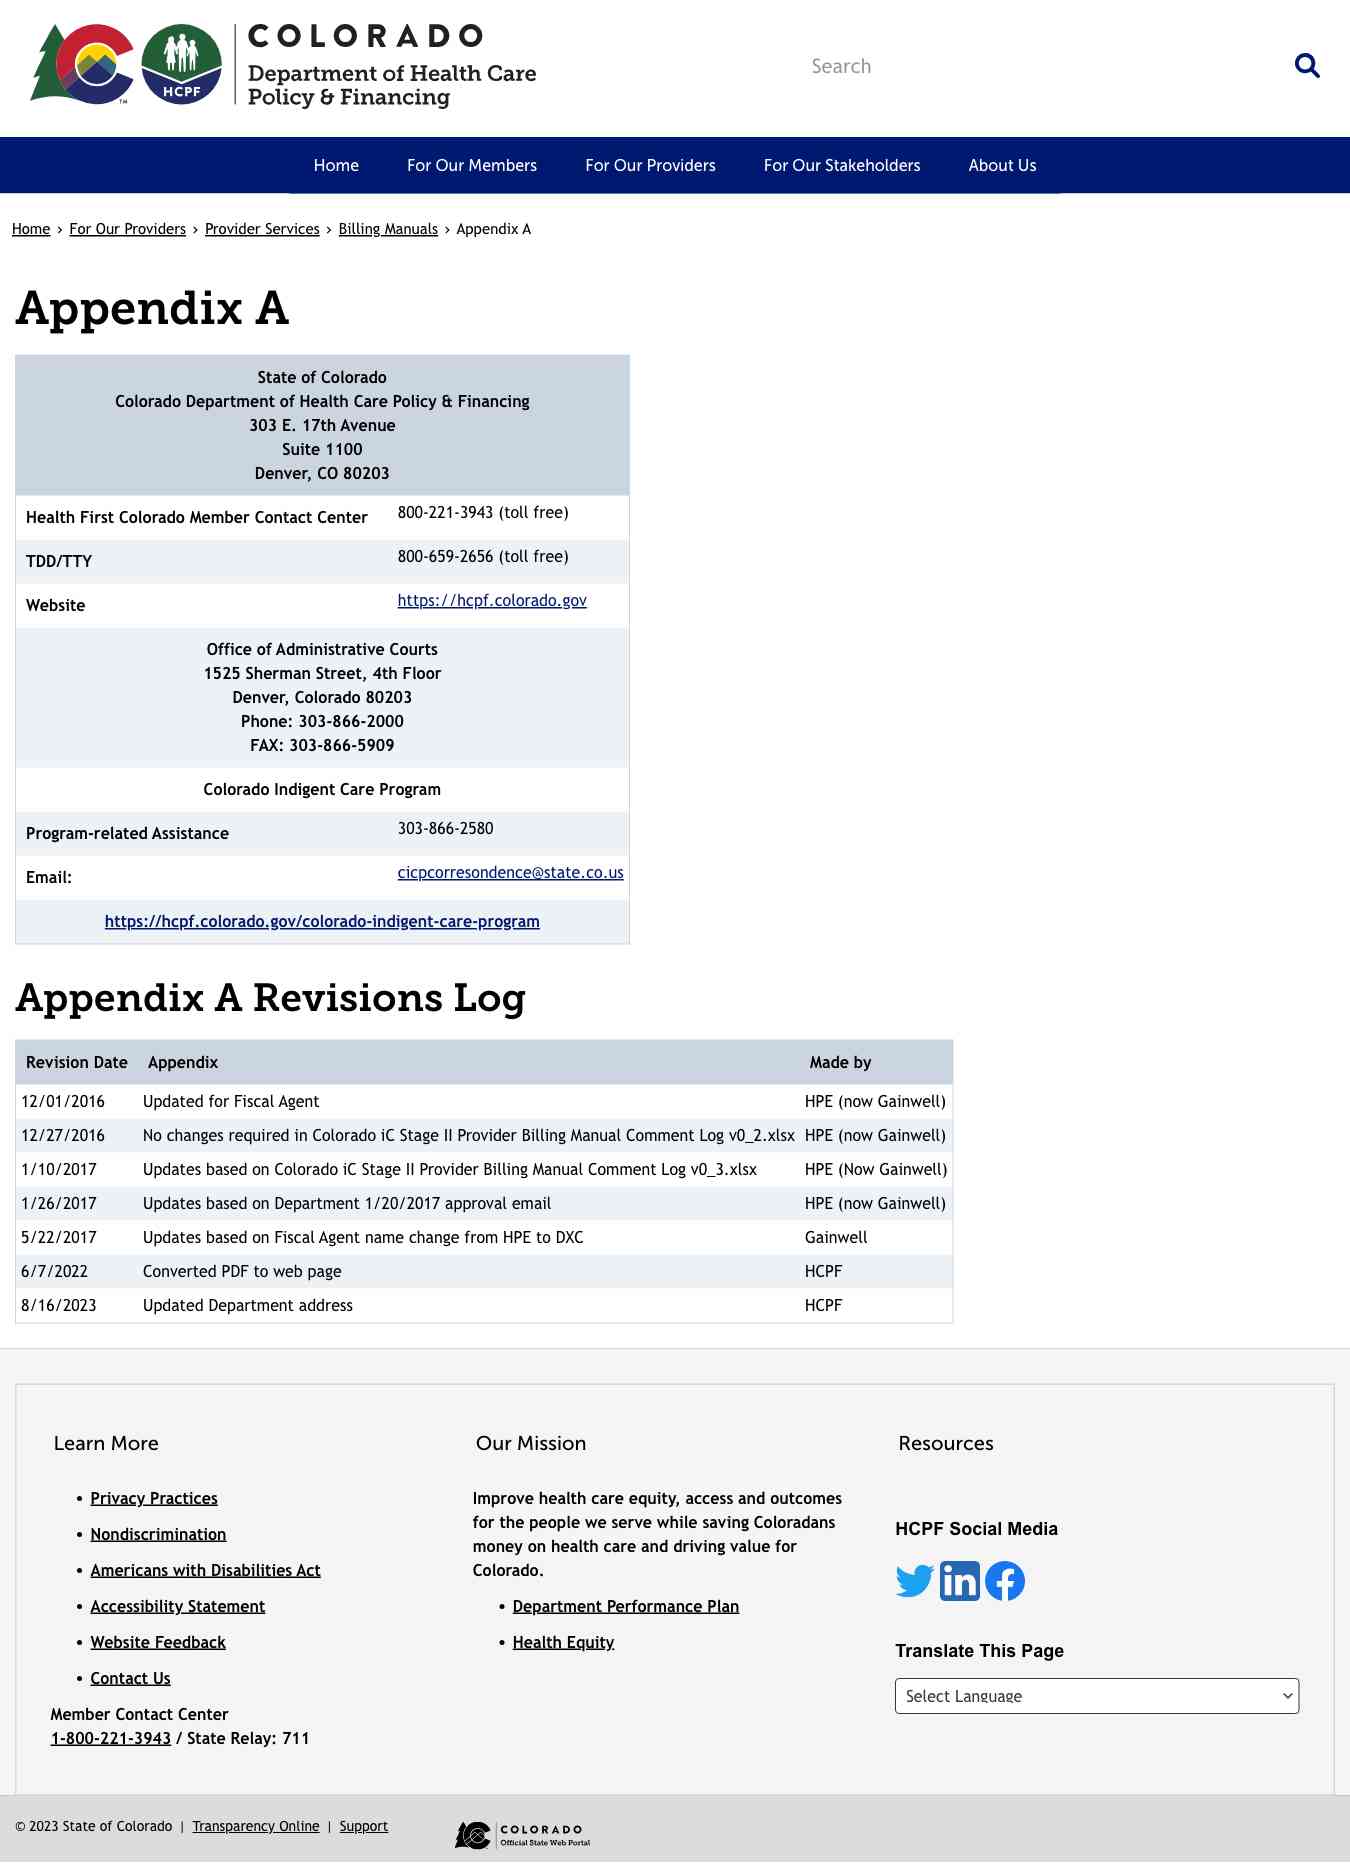 COLORADO
Department of Health Care
Policy & Financing
HCPF
TM
Search
Home For Our Members For Our Providers For Our Stakeholders About Us
Home › For Our Providers › Provider Services › Billing Manuals › Appendix A
Appendix A
State of Colorado
Colorado Department of Health Care Policy & Financing
303 E. 17th Avenue
Suite 1100
Denver, CO 80203
Health First Colorado Member Contact Center 800-221-3943 (toll free)
TDD/TTY 800-659-2656 (toll free)
Website https://hcpf.colorado.gov
Office of Administrative Courts
1525 Sherman Street, 4th Floor
Denver, Colorado 80203
Phone: 303-866-2000
FAX: 303-866-5909
Colorado Indigent Care Program
Program-related Assistance 303-866-2580
Email: cicpcorresondence@state.co.us
https://hcpf.colorado.gov/colorado-indigent-care-program
Appendix A Revisions Log
Revision Date Appendix Made by
12/01/2016 Updated for Fiscal Agent HPE (now Gainwell)
12/27/2016 No changes required in Colorado iC Stage II Provider Billing Manual Comment Log v0_2.xlsx HPE (now Gainwell)
1/10/2017 Updates based on Colorado iC Stage II Provider Billing Manual Comment Log v0_3.xlsx HPE (Now Gainwell)
1/26/2017 Updates based on Department 1/20/2017 approval email HPE (now Gainwell)
5/22/2017 Updates based on Fiscal Agent name change from HPE to DXC Gainwell
6/7/2022 Converted PDF to web page HCPF
8/16/2023 Updated Department address HCPF
Learn More
• Privacy Practices
• Nondiscrimination
• Americans with Disabilities Act
• Accessibility Statement
• Website Feedback
• Contact Us
Member Contact Center
1-800-221-3943 / State Relay: 711
Our Mission
Improve health care equity, access and outcomes
for the people we serve while saving Coloradans
money on health care and driving value for
Colorado.
• Department Performance Plan
• Health Equity
Resources
HCPF Social Media
in
Translate This Page
Select Language
© 2023 State of Colorado | Transparency Online | Support
COLORADO
Official State Web Portal